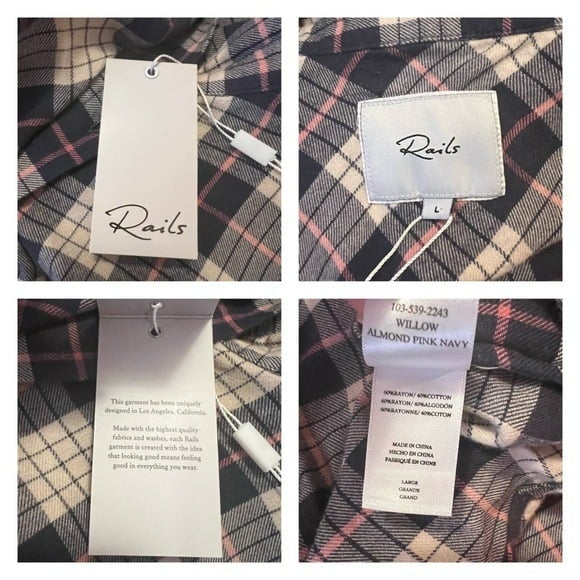 Rails
Rails
L
This garment has been uniquely
designed in Los Angeles, California.
Made with the highest quality
fabrics and washes, each Rails
garment is created with the idea
that looking good means feeling
good in everything you wear.
103-539-2243
WILLOW
ALMOND PINK NAVY
60%RAYON/ 40%COTTON
60%RAYON/ 40%ALGODÓN
60%RAYONNE/ 40%COTON
MADE IN CHINA
HECHO EN CHINA
FABRIQUÉ EN CHINE
LARGE
GRANDE
GRAND